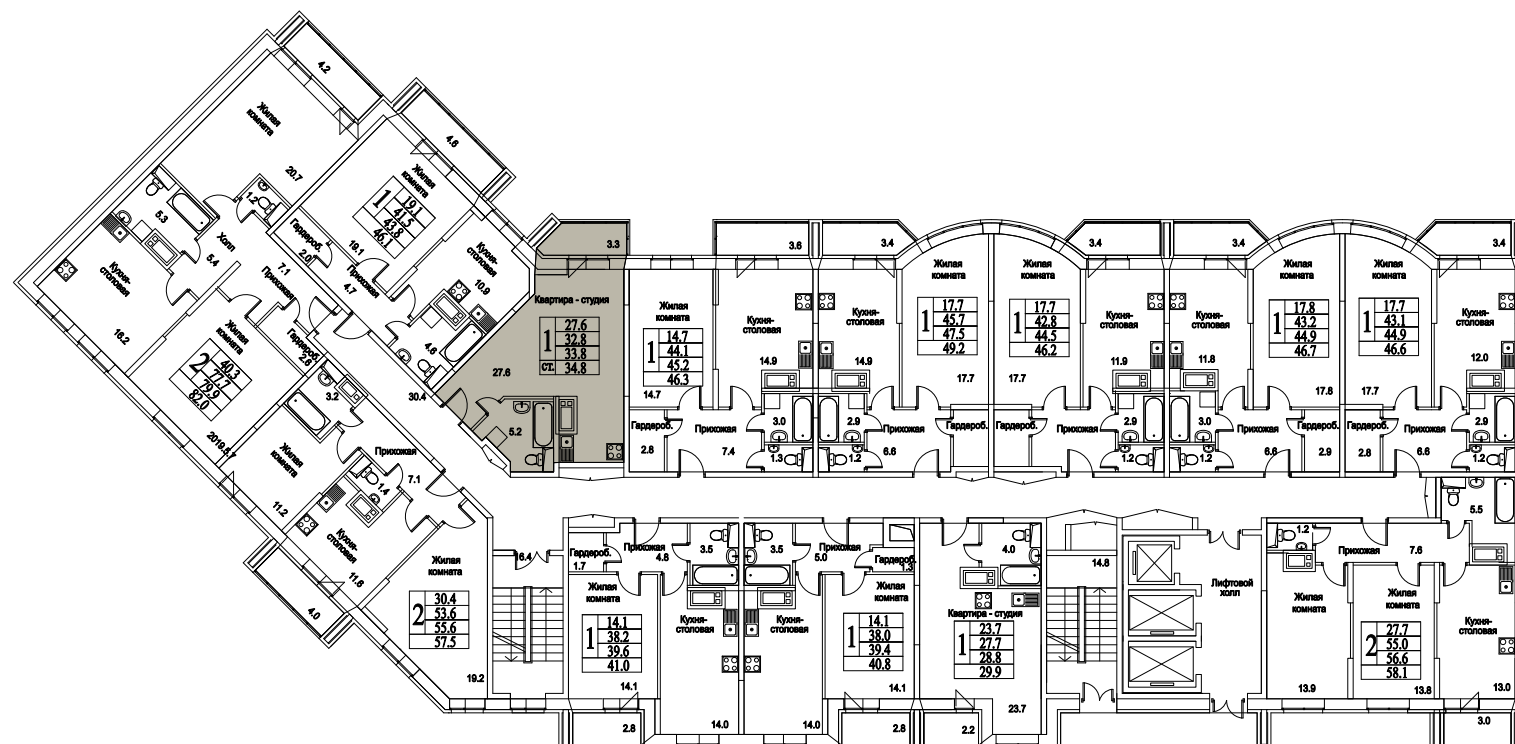 4.2
Жилая
комната
20.7
4.6
Жилая
комната
1
19.1
41.5
43.8
46.1
19.1
5.3
1.2
Гардероб.
2.0
Холл
5.4
7.1
Прихожая
4.7
Прихожая
Кухня-
столовая
10.9
4.6
Кухня-
столовая
16.2
Жилая
комната
Гардероб.
2.6
2
40.3
77.7
79.9
82.0
3.2
30.4
Жилая
комната
11.2
Прихожая
7.1
1.4
Кухня-
столовая
11.6
4.0
Жилая
комната
2
30.4
53.6
55.6
57.5
19.2
3.3
Квартира - студия
1
ст.
27.6
32.8
33.8
34.8
27.6
5.2
Жилая
комната
1
14.7
44.1
45.2
46.3
14.7
3.6
Кухня-
столовая
14.9
Гардероб.
2.8
Прихожая
7.4
3.0
1.3
3.4
Кухня-
столовая
14.9
Жилая
комната
1
17.7
45.7
47.5
49.2
17.7
2.9
1.2
Прихожая
6.6
Гардероб.
Жилая
комната
1
17.7
42.8
44.5
46.2
17.7
3.4
Кухня-
столовая
11.9
Гардероб.
Прихожая
2.9
1.2
3.4
Кухня-
столовая
11.8
Жилая
комната
1
17.8
43.2
44.9
46.7
17.8
3.0
1.2
Прихожая
6.6
Гардероб.
2.9
Жилая
комната
1
17.7
43.1
44.9
46.6
17.7
3.4
Кухня-
столовая
12.0
Гардероб.
2.8
Прихожая
6.6
2.9
1.2
16.4
Гардероб.
1.7
Прихожая
4.8
3.5
Жилая
комната
1
14.1
38.2
39.6
41.0
14.1
Кухня-
столовая
14.0
2.8
3.5
Прихожая
5.0
Гардероб.
1.3
Кухня-
столовая
14.0
Жилая
комната
1
14.1
38.0
39.4
40.8
14.1
2.8
4.0
Квартира - студия
1
23.7
27.7
28.8
29.9
23.7
2.2
14.8
Лифтовой
холл
1.2
Прихожая
7.6
5.5
Жилая
комната
13.9
Жилая
комната
2
27.7
55.0
56.6
58.1
13.8
Кухня-
столовая
13.0
3.0